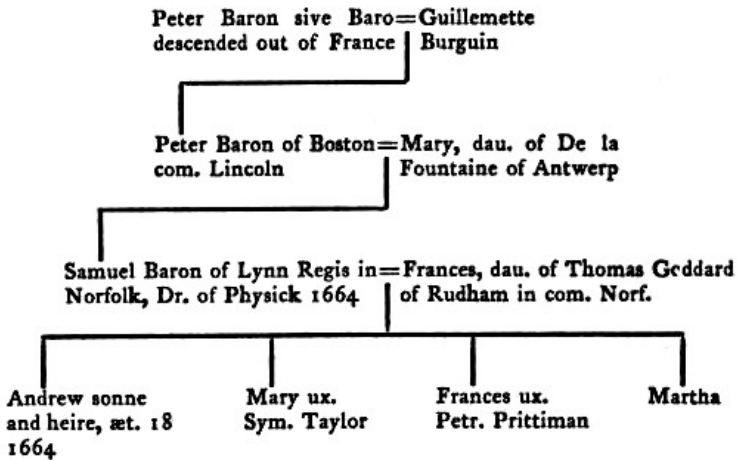 Peter Baron sive Baro=Guillemette
descended out of France Burguin
Peter Baron of Boston=Mary, dau. of De la
com. Lincoln Fountaine of Antwerp
Samuel Baron of Lynn Regis in=Frances, dau. of Thomas Geddard
Norfolk, Dr. of Physick 1664 of Rudham in com. Norf.
Andrew sonne
and heire, æt. 18
1664
Mary ux.
Sym. Taylor
Frances ux.
Petr. Prittiman
Martha